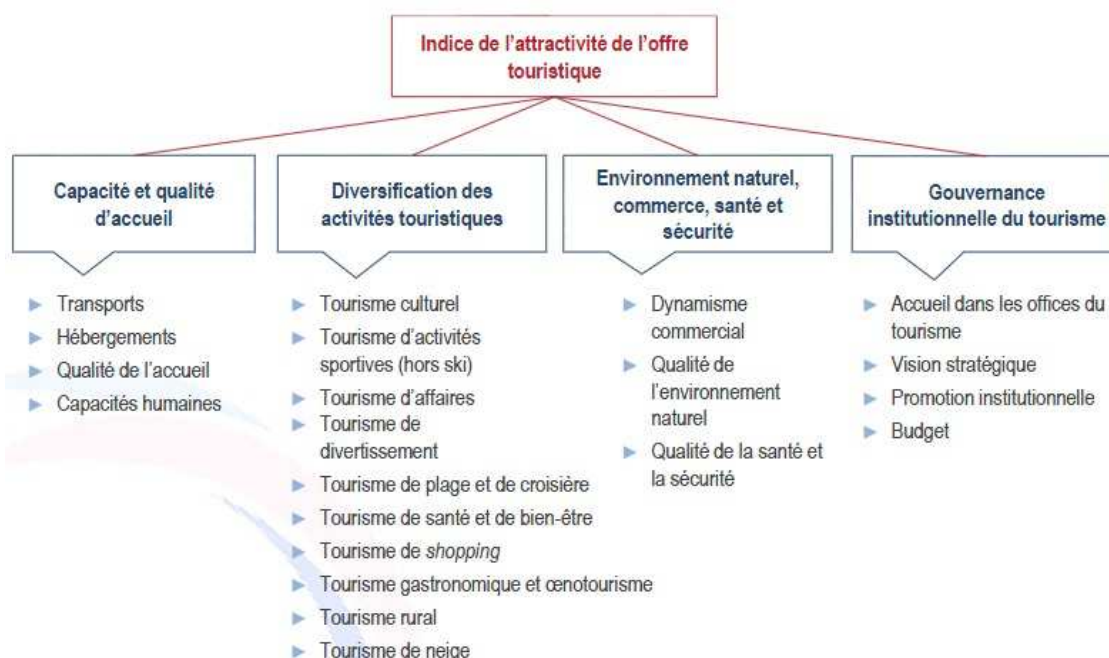 Indice de l'attractivité de l'offre
touristique
Capacité et qualité
d'accueil
Transports
Hébergements
Qualité de l'accueil
Capacités humaines
Diversification des
activités touristiques
Tourisme culturel
Tourisme d'activités
sportives (hors ski)
Tourisme d'affaires
Tourisme de
divertissement
Tourisme de plage et de croisière
Tourisme de santé et de bien-être
Tourisme de shopping
Tourisme gastronomique et œnotourisme
Tourisme rural
Tourisme de neige
Environnement naturel,
commerce, santé et
sécurité
Dynamisme
commercial
Qualité de
l'environnement
naturel
Qualité de la santé et
la sécurité
Gouvernance
institutionnelle du tourisme
Accueil dans les offices du
tourisme
Vision stratégique
Promotion institutionnelle
Budget